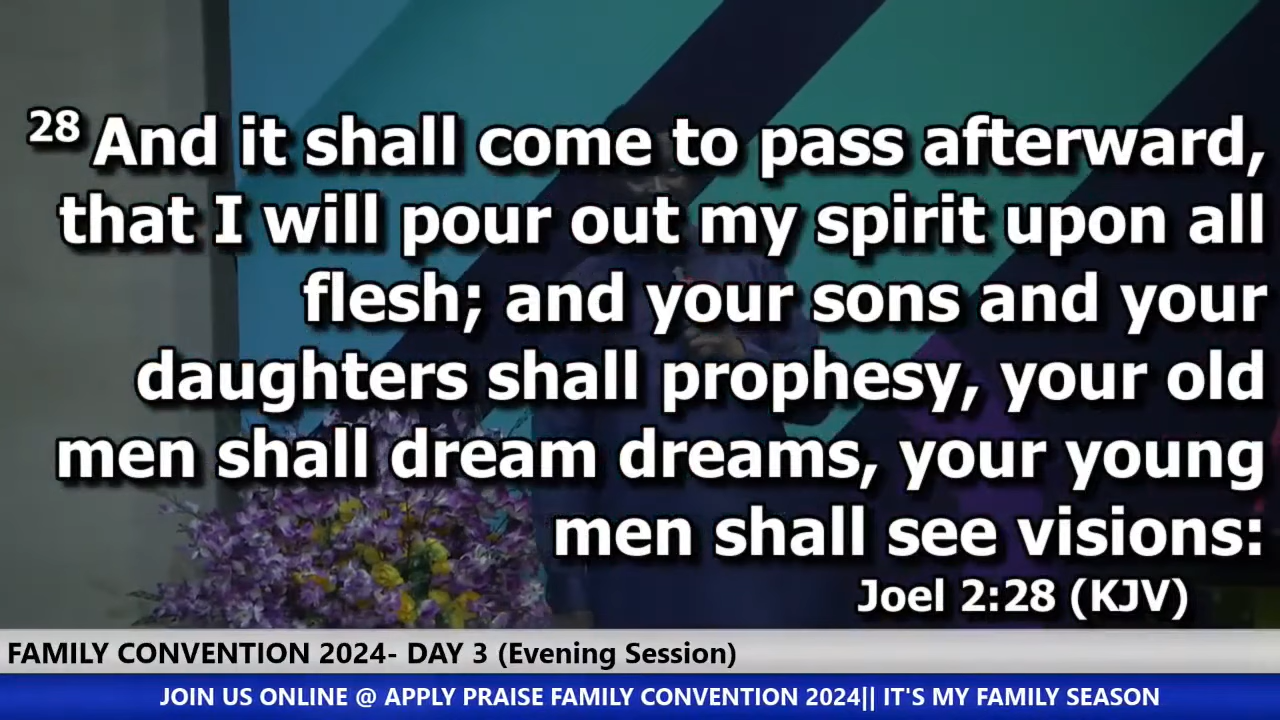 28 And it shall come to pass afterward,
that I will pour out my spirit upon all
flesh; and your sons and your
daughters shall prophesy, your old
men shall dream dreams, your young
men shall see visions:
Joel 2:28 (KJV)
FAMILY CONVENTION 2024- DAY 3 (Evening Session)
JOIN US ONLINE @ APPLY PRAISE FAMILY CONVENTION 2024|| IT'S MY FAMILY SEASON